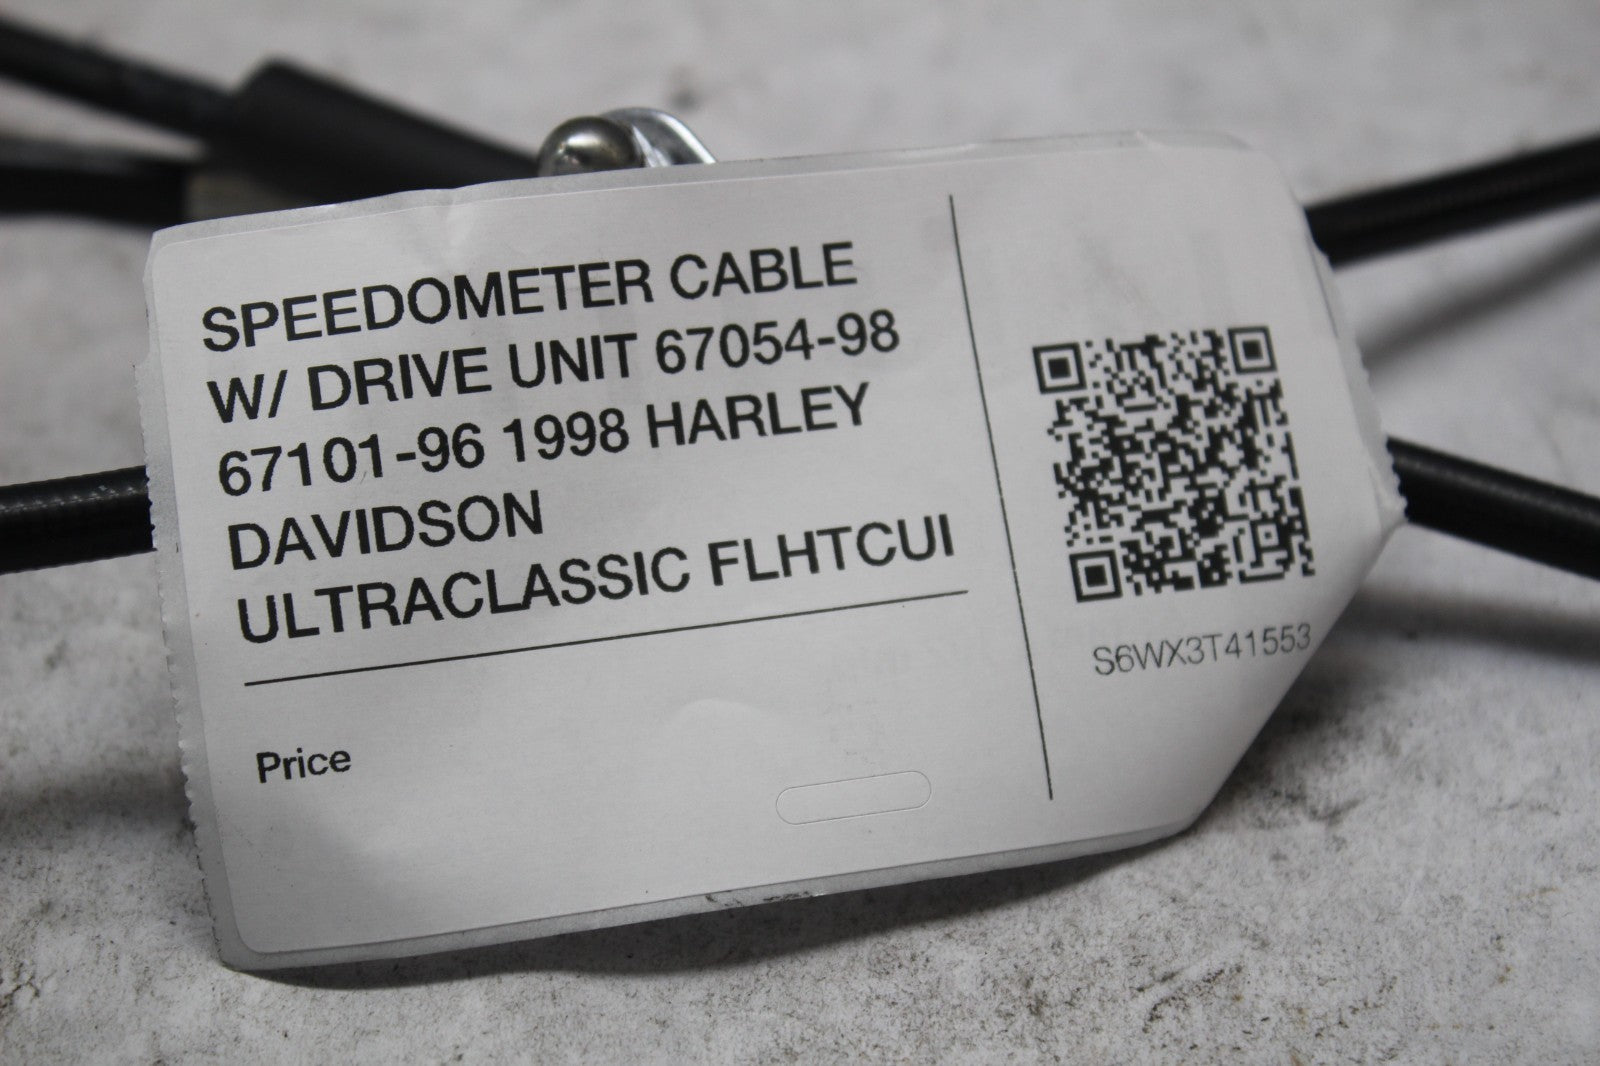 SPEEDOMETER CABLE
W/ DRIVE UNIT 67054-98
67101-96 1998 HARLEY
DAVIDSON
ULTRACLASSIC FLHTCUI
Price
S6WX3T41553